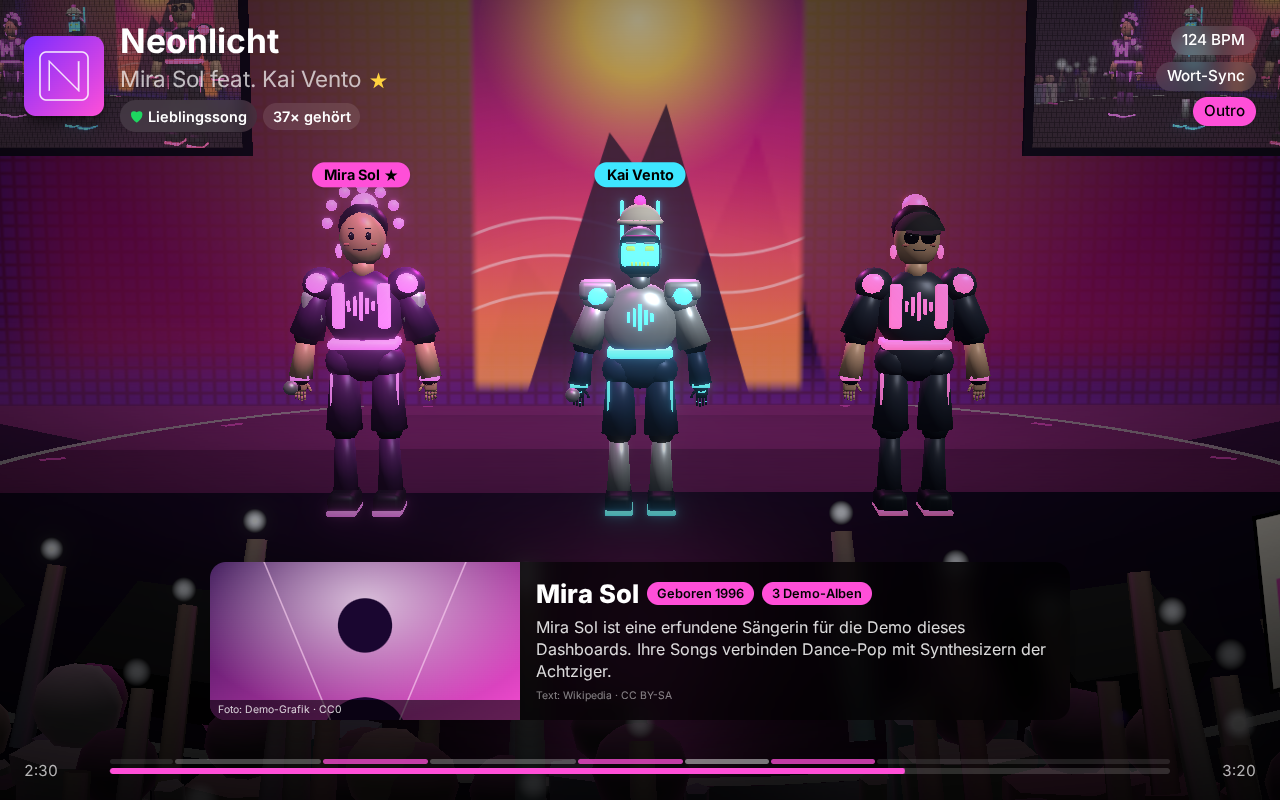 Neonlicht
Mira Sol feat. Kai Vento ★
Lieblingssong
37× gehört
124 BPM
Wort-Sync
Outro
Mira Sol ★
Kai Vento
Mira Sol
Geboren 1996
3 Demo-Alben
Mira Sol ist eine erfundene Sängerin für die Demo dieses
Dashboards. Ihre Songs verbinden Dance-Pop mit Synthesizern der
Achtziger.
Text: Wikipedia · CC BY-SA
Foto: Demo-Grafik · CC0
2:30
3:20